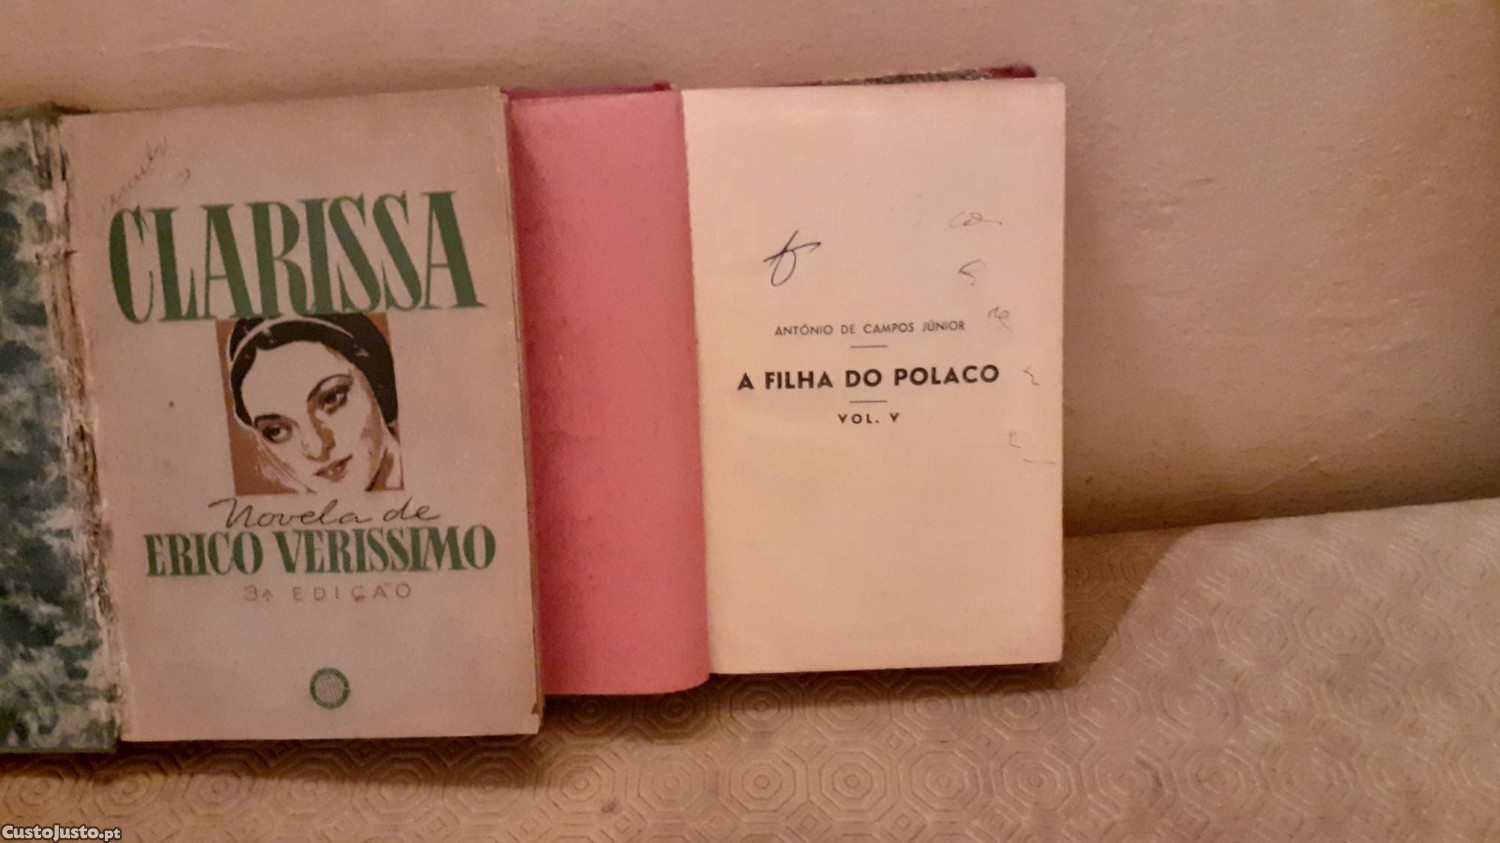 CLARISSA
Novela de
ERICO VERISSIMO
3ª EDIÇÃO
ANTÓNIO DE CAMPOS JÚNIOR
A FILHA DO POLACO
VOL. V
CustoJusto.pt